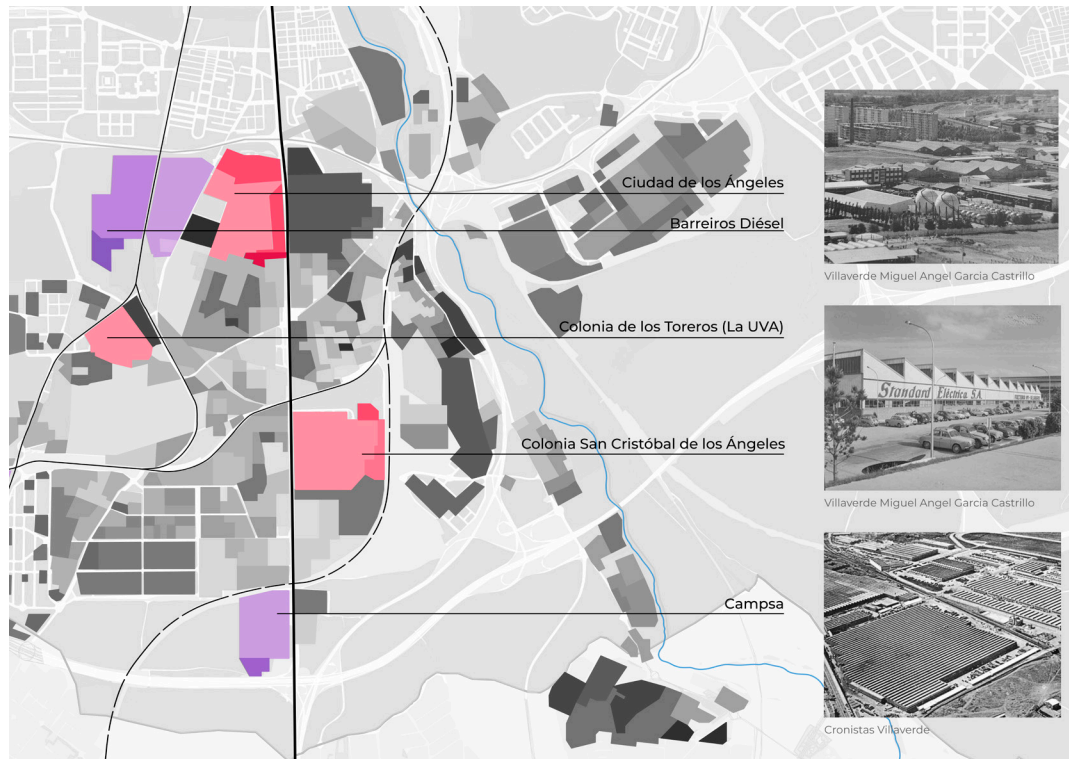 Ciudad de los Ángeles
Barreiros Diésel
Colonia de los Toreros (La UVA)
Colonia San Cristóbal de los Ángeles
Campsa
Villaverde Miguel Angel Garcia Castrillo
Standard Eléctrica S.A.
Villaverde Miguel Angel Garcia Castrillo
Cronistas Villaverde